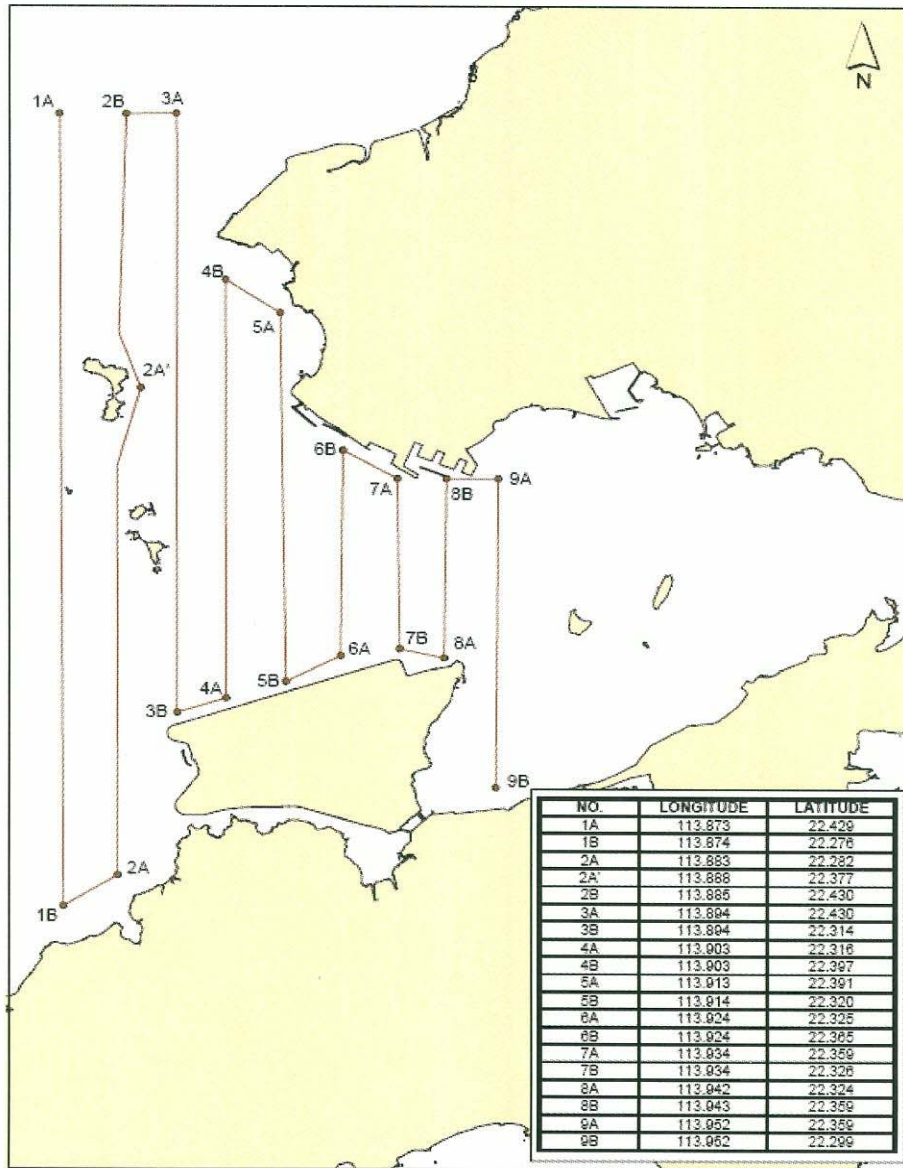 N
1A 2B 3A
4B
5A
2A'
6B
7A 8B 9A
7B
6A 8A
5B
4A
3B
9B
2A
1B
NO. LONGITUDE LATITUDE
1A 113.873 22.429
1B 113.874 22.276
2A 113.883 22.282
2A' 113.888 22.377
2B 113.885 22.430
3A 113.894 22.430
3B 113.894 22.314
4A 113.903 22.316
4B 113.903 22.397
5A 113.913 22.391
5B 113.914 22.320
6A 113.924 22.325
6B 113.924 22.365
7A 113.934 22.359
7B 113.934 22.326
8A 113.942 22.324
8B 113.943 22.359
9A 113.952 22.359
9B 113.952 22.299